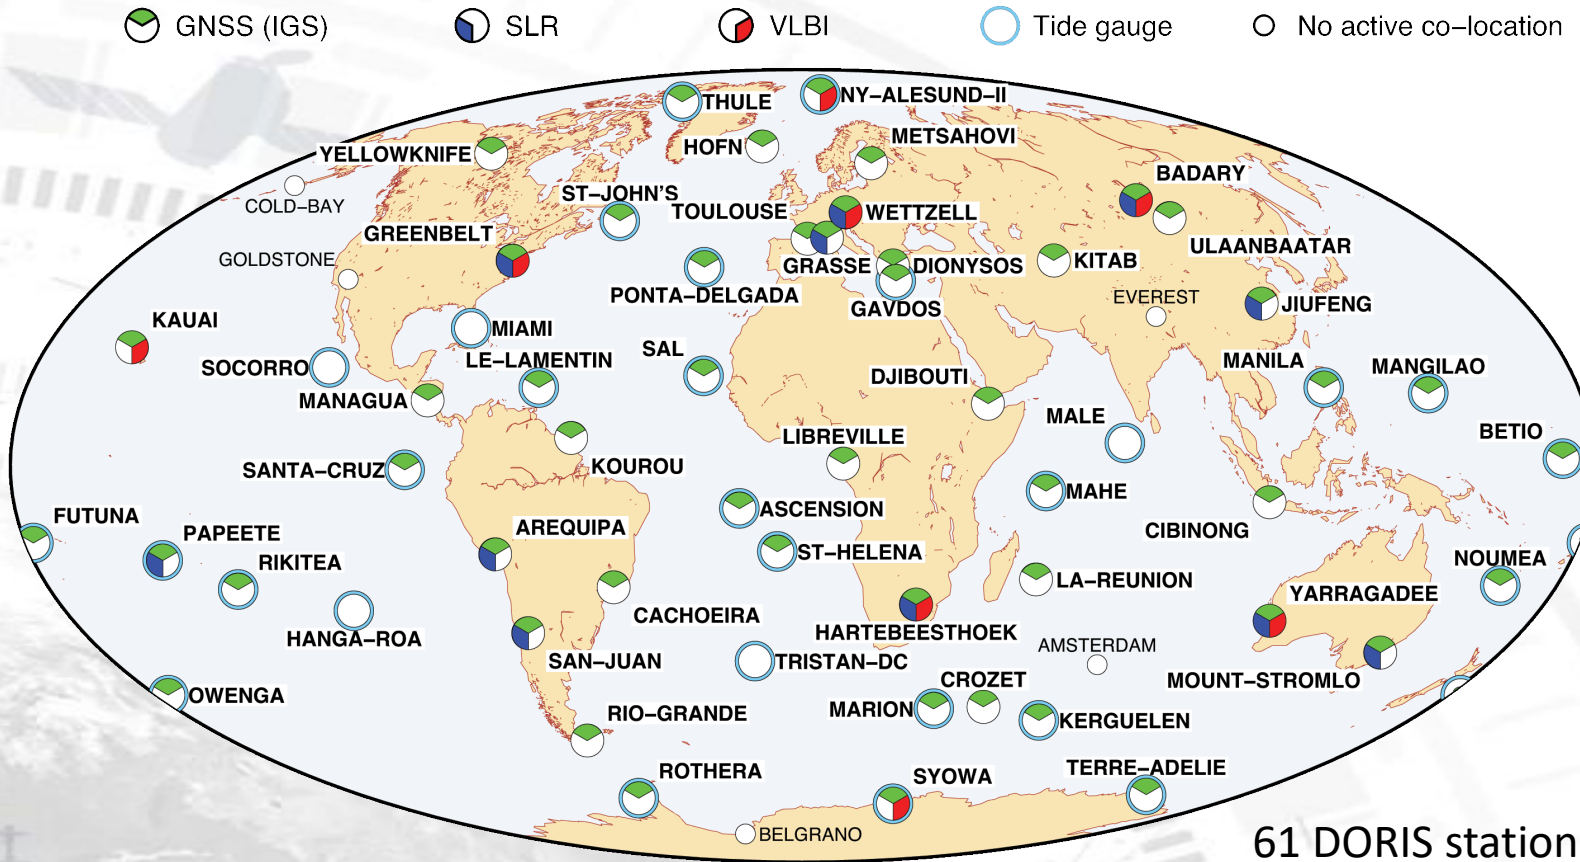 GNSS (IGS)
SLR
VLBI
Tide gauge
No active co-location
THULE
NY-ALESUND-II
HOFN
METSAHOVI
YELLOWKNIFE
BADARY
COLD-BAY
ST-JOHN'S
TOULOUSE
WETTZELL
GREENBELT
ULAANBAATAR
GOLDSTONE
GRASSE
DIONYSOS
KITAB
PONTA-DELGADA
GAVDOS
EVEREST
JIUFENG
KAUAI
MIAMI
SOCORRO
LE-LAMENTIN
SAL
DJIBOUTI
MANILA
MANGILAO
MANAGUA
MALE
BETIO
LIBREVILLE
SANTA-CRUZ
KOUROU
MAHE
ASCENSION
FUTUNA
PAPEETE
AREQUIPA
CIBINONG
RIKITEA
ST-HELENA
NOUMEA
LA-REUNION
YARRAGADEE
HANGA-ROA
CACHOEIRA
HARTEBEESTHOEK
AMSTERDAM
SAN-JUAN
TRISTAN-DC
CROZET
MOUNT-STROMLO
OWENGA
RIO-GRANDE
MARION
KERGUELEN
ROTHERA
SYOWA
TERRE-ADELIE
BELGRANO
61 DORIS station